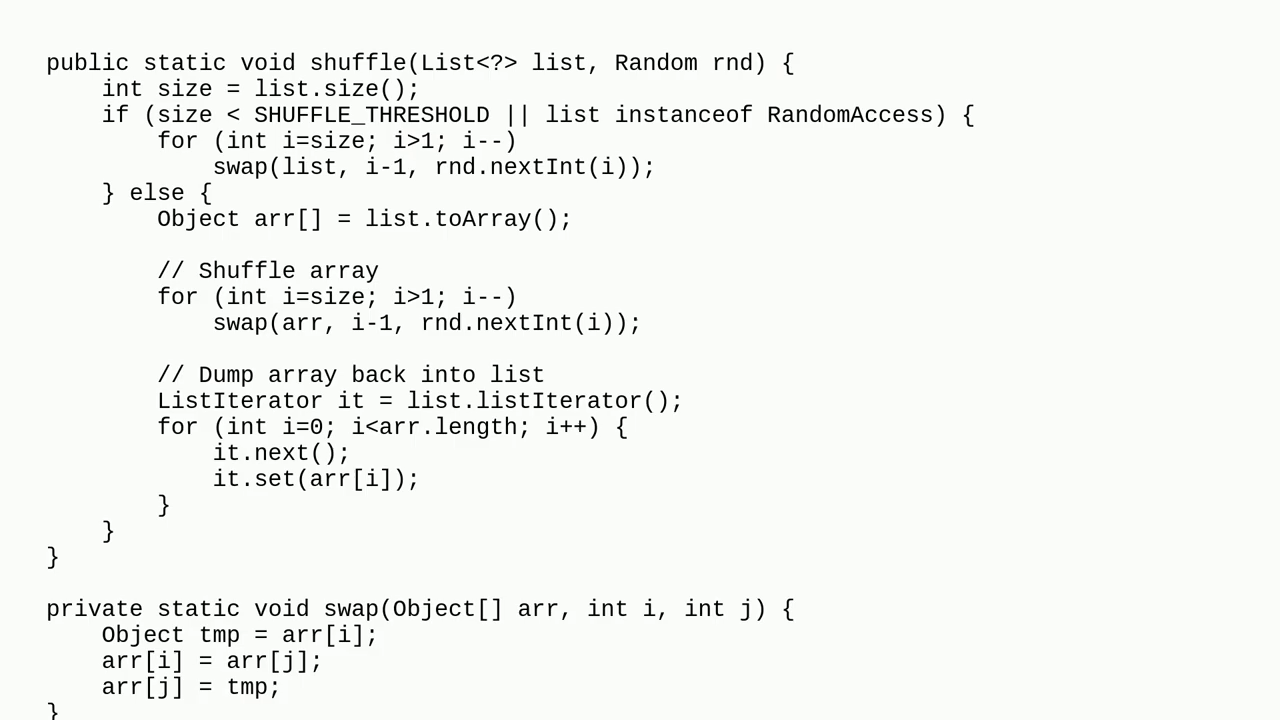 public static void shuffle(List<?> list, Random rnd) {
    int size = list.size();
    if (size < SHUFFLE_THRESHOLD || list instanceof RandomAccess) {
        for (int i=size; i>1; i--)
            swap(list, i-1, rnd.nextInt(i));
    } else {
        Object arr[] = list.toArray();

        // Shuffle array
        for (int i=size; i>1; i--)
            swap(arr, i-1, rnd.nextInt(i));

        // Dump array back into list
        ListIterator it = list.listIterator();
        for (int i=0; i<arr.length; i++) {
            it.next();
            it.set(arr[i]);
        }
    }
}

private static void swap(Object[] arr, int i, int j) {
    Object tmp = arr[i];
    arr[i] = arr[j];
    arr[j] = tmp;
}